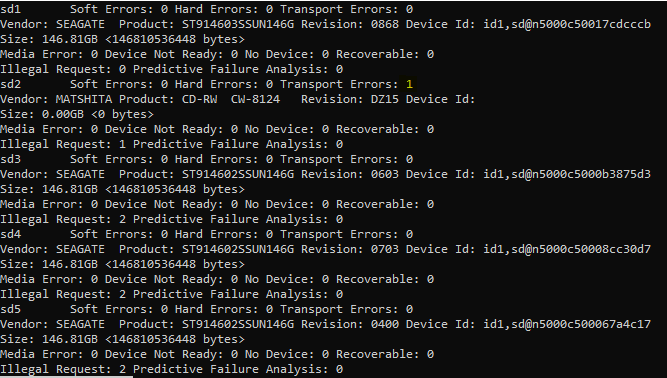 sd1       Soft Errors: 0 Hard Errors: 0 Transport Errors: 0
Vendor: SEAGATE  Product: ST914603SSUN146G Revision: 0868 Device Id: id1,sd@n5000c50017cdcccb
Size: 146.81GB <146810536448 bytes>
Media Error: 0 Device Not Ready: 0 No Device: 0 Recoverable: 0
Illegal Request: 0 Predictive Failure Analysis: 0
sd2       Soft Errors: 0 Hard Errors: 0 Transport Errors: 1
Vendor: MATSHITA Product: CD-RW  CW-8124   Revision: DZ15 Device Id:
Size: 0.00GB <0 bytes>
Media Error: 0 Device Not Ready: 0 No Device: 0 Recoverable: 0
Illegal Request: 1 Predictive Failure Analysis: 0
sd3       Soft Errors: 0 Hard Errors: 0 Transport Errors: 0
Vendor: SEAGATE  Product: ST914602SSUN146G Revision: 0603 Device Id: id1,sd@n5000c5000b3875d3
Size: 146.81GB <146810536448 bytes>
Media Error: 0 Device Not Ready: 0 No Device: 0 Recoverable: 0
Illegal Request: 2 Predictive Failure Analysis: 0
sd4       Soft Errors: 0 Hard Errors: 0 Transport Errors: 0
Vendor: SEAGATE  Product: ST914602SSUN146G Revision: 0703 Device Id: id1,sd@n5000c50008cc30d7
Size: 146.81GB <146810536448 bytes>
Media Error: 0 Device Not Ready: 0 No Device: 0 Recoverable: 0
Illegal Request: 2 Predictive Failure Analysis: 0
sd5       Soft Errors: 0 Hard Errors: 0 Transport Errors: 0
Vendor: SEAGATE  Product: ST914602SSUN146G Revision: 0400 Device Id: id1,sd@n5000c500067a4c17
Size: 146.81GB <146810536448 bytes>
Media Error: 0 Device Not Ready: 0 No Device: 0 Recoverable: 0
Illegal Request: 2 Predictive Failure Analysis: 0